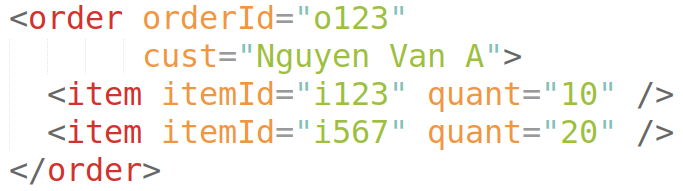 <order orderId="o123"
       cust="Nguyen Van A">
  <item itemId="i123" quant="10" />
  <item itemId="i567" quant="20" />
</order>